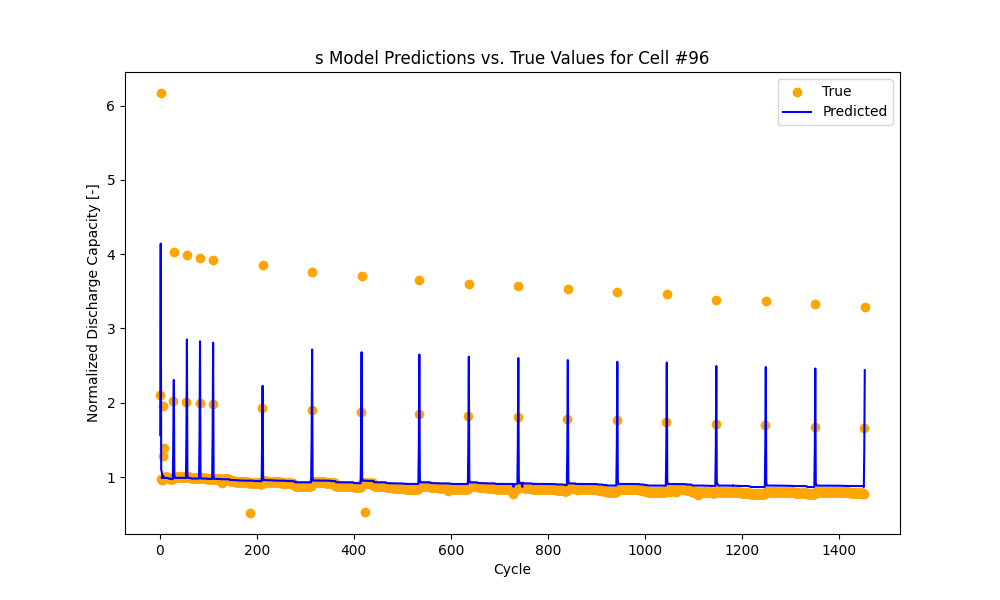 s Model Predictions vs. True Values for Cell #96
True
Predicted
Normalized Discharge Capacity [-]
6
5
4
3
2
1
0 200 400 600 800 1000 1200 1400
Cycle